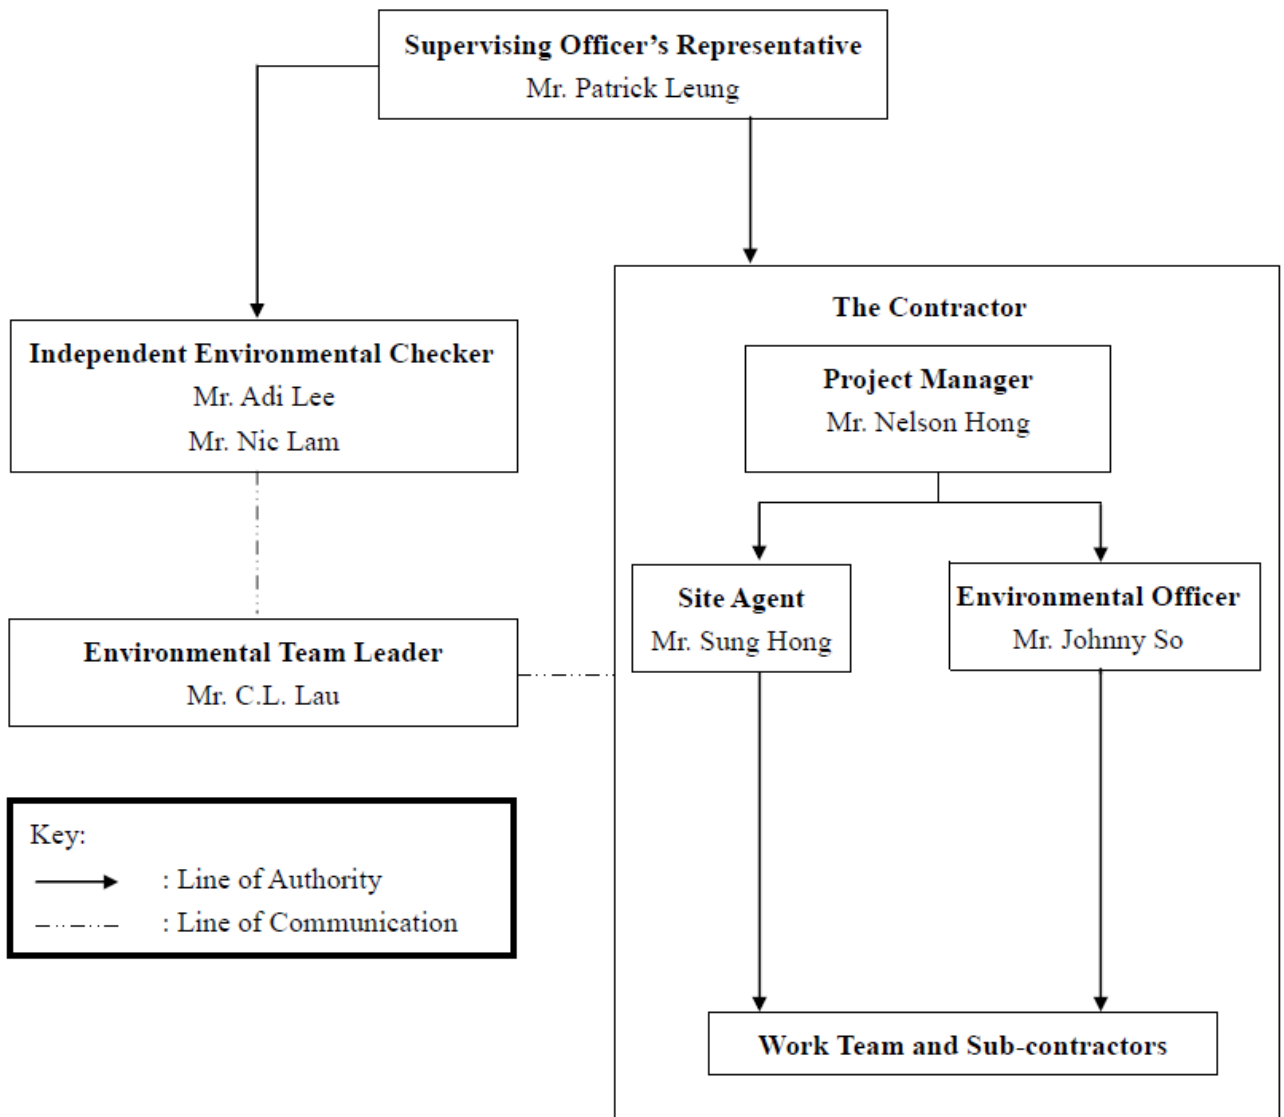 Supervising Officer’s Representative
Mr. Patrick Leung
Independent Environmental Checker
Mr. Adi Lee
Mr. Nic Lam
Environmental Team Leader
Mr. C.L. Lau
The Contractor
Project Manager
Mr. Nelson Hong
Site Agent
Mr. Sung Hong
Environmental Officer
Mr. Johnny So
Work Team and Sub-contractors
Key:
: Line of Authority
: Line of Communication